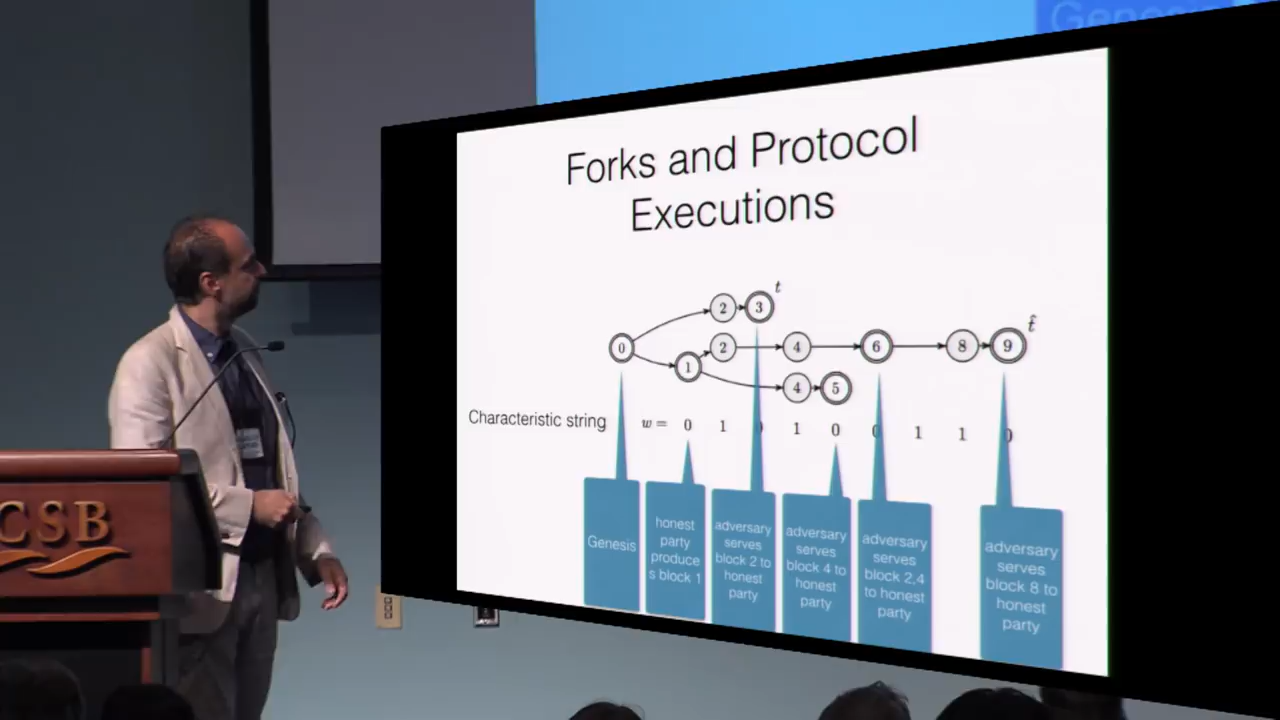 Forks and Protocol
Executions
2 3 t
0 1 2 4 6 8 9 t̂
4 5
Characteristic string w = 0 1 0 1 0 0 1 1 0
Genesis
honest
party
produce
s block 1
adversary
serves
block 2 to
honest
party
adversary
serves
block 4 to
honest
party
adversary
serves
block 2,4
to honest
party
adversary
serves
block 8 to
honest
party
CSB